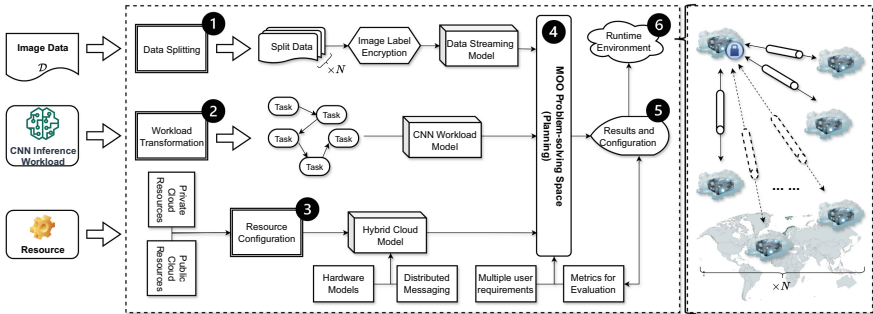 Image Data
𝒟
1
Data Splitting
Split Data
×N
Image Label
Encryption
Data Streaming
Model
4
MOO Problem-solving Space
(Planning)
6
Runtime
Environment
CNN Inference
Workload
2
Workload
Transformation
Task
Task
Task
Task
Task
CNN Workload
Model
5
Results and
Configuration
Resource
Private
Cloud
Resources
Public
Cloud
Resources
3
Resource
Configuration
Hybrid Cloud
Model
Hardware
Models
Distributed
Messaging
Multiple user
requirements
Metrics for
Evaluation
... ...
×N